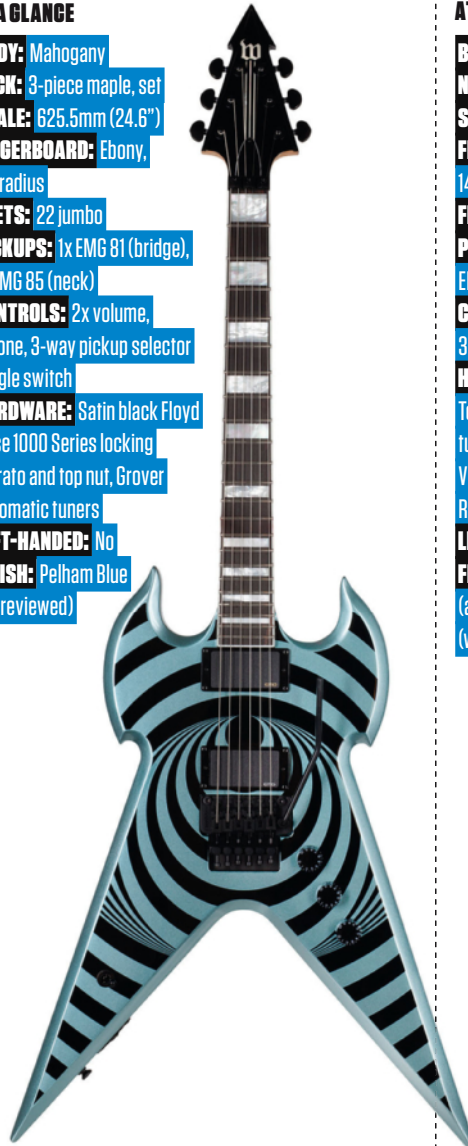 A GLANCE
DY: Mahogany
CK: 3-piece maple, set
ALE: 625.5mm (24.6”)
GERBOARD: Ebony,
radius
ETS: 22 jumbo
CKUPS: 1x EMG 81 (bridge),
MG 85 (neck)
NTROLS: 2x volume,
one, 3-way pickup selector
gle switch
RDWARE: Satin black Floyd
se 1000 Series locking
rato and top nut, Grover
omatic tuners
T-HANDED: No
ISH: Pelham Blue
reviewed)
w